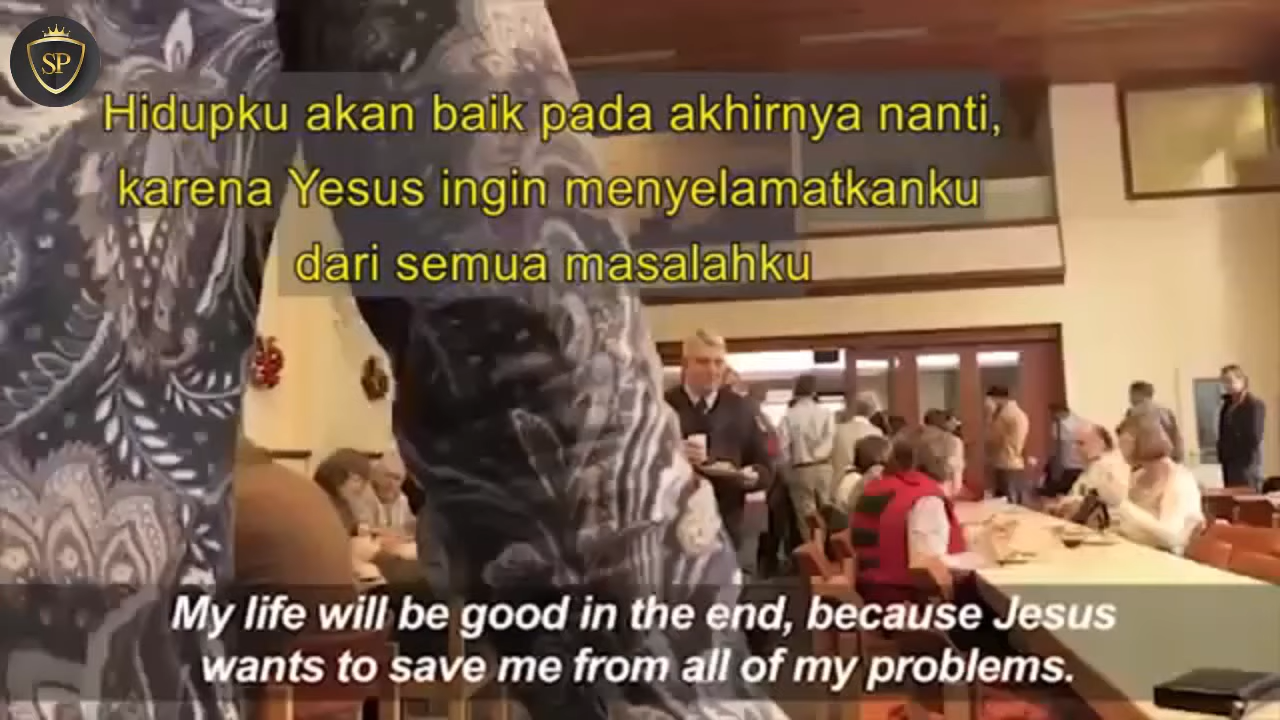 SP
Hidupku akan baik pada akhirnya nanti,
karena Yesus ingin menyelamatkanku
dari semua masalahku
My life will be good in the end, because Jesus
wants to save me from all of my problems.